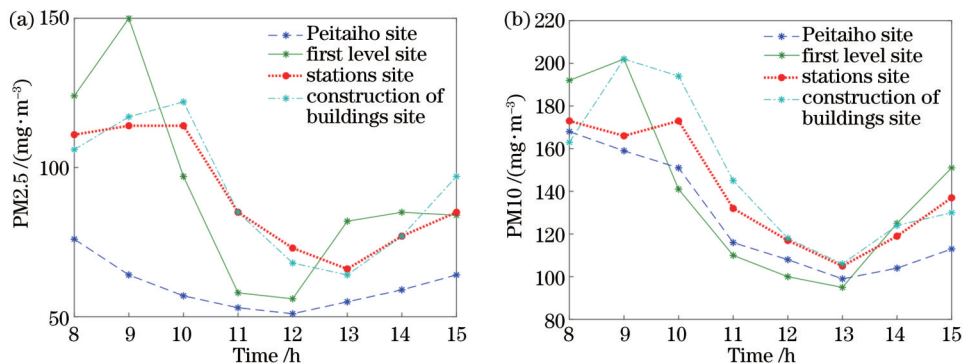 (a)
150
100
50
PM2.5 /(mg·m⁻³)
Peitaiho site
first level site
stations site
construction of
buildings site
8 9 10 11 12 13 14 15
Time /h
(b)
220
200
180
160
140
120
100
80
PM10 /(mg·m⁻³)
Peitaiho site
first level site
stations site
construction of
buildings site
8 9 10 11 12 13 14 15
Time /h